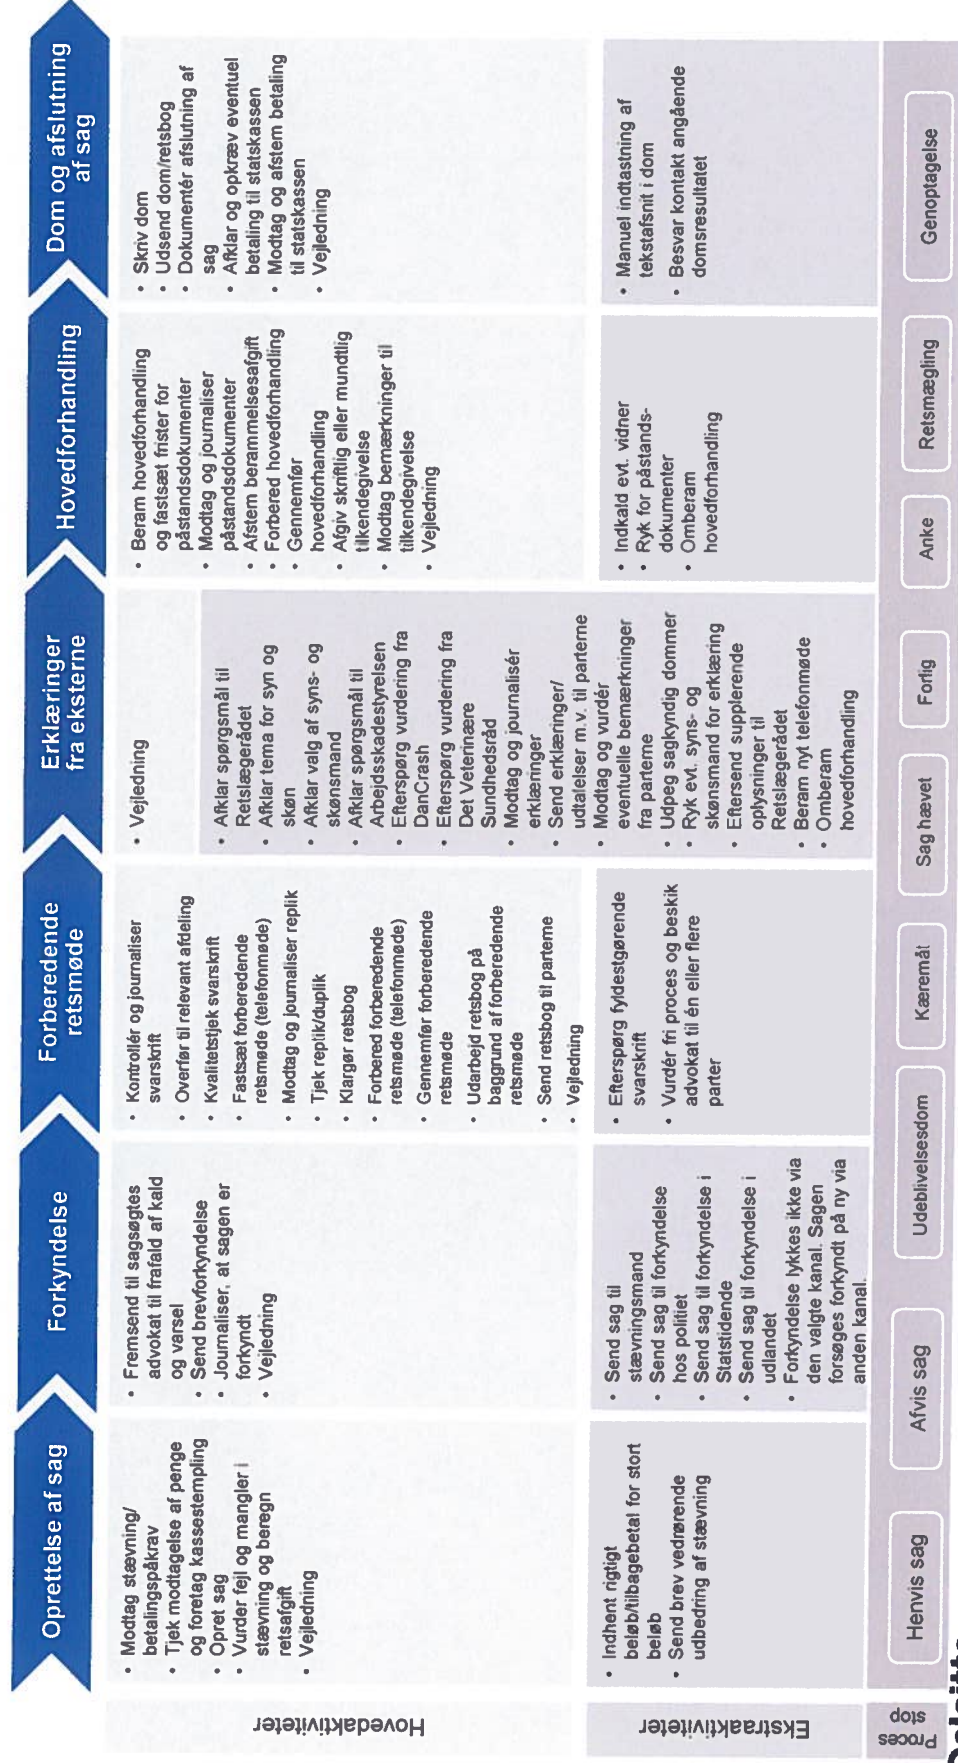 Oprettelse af sag
Forkyndelse
Forberedende
retsmøde
Erklæringer
fra eksterne
Hovedforhandling
Dom og afslutning
af sag
Hovedaktiviteter
• Modtag stævning/
betalingspåkrav
• Tjek modtagelse af penge
og foretag kassestempling
• Opret sag
• Vurder fejl og mangler i
stævning og beregn
retsafgift
• Vejledning
• Fremsend til sagsøgtes
advokat til frafald af kald
og varsel
• Send brevforkyndelse
• Journaliser, at sagen er
forkyndt
• Vejledning
• Kontrollér og journaliser
svarskrift
• Overfør til relevant afdeling
• Kvalitetstjek svarskrift
• Fastsæt forberedende
retsmøde (telefonmøde)
• Modtag og journaliser replik
• Tjek replik/duplik
• Klargør retsbog
• Forbered forberedende
retsmøde (telefonmøde)
• Gennemfør forberedende
retsmøde
• Udarbejd retsbog på
baggrund af forberedende
retsmøde
• Send retsbog til parterne
• Vejledning
• Vejledning
• Afklar spørgsmål til
Retslægerådet
• Afklar tema for syn og
skøn
• Afklar valg af syns- og
skønsmand
• Afklar spørgsmål til
Arbejdsskadestyrelsen
• Efterspørg vurdering fra
DanCrash
• Efterspørg vurdering fra
Det Veterinære
Sundhedsråd
• Modtag og journalisér
erklæringer
• Send erklæringer/
udtalelser m.v. til parterne
• Modtag og vurdér
eventuelle bemærkninger
fra parterne
• Udpeg sagkyndig dommer
• Ryk evt. syns- og
skønsmand for erklæring
• Eftersend supplerende
oplysninger til
Retslægerådet
• Beram nyt telefonmøde
• Omberam
hovedforhandling
• Beram hovedforhandling
og fastsæt frister for
påstandsdokumenter
• Modtag og journaliser
påstandsdokumenter
• Afstem berammelsesafgift
• Forbered hovedforhandling
• Gennemfør
hovedforhandling
• Afgiv skriftlig eller mundtlig
tilkendegivelse
• Modtag bemærkninger til
tilkendegivelse
• Vejledning
• Skriv dom
• Udsend dom/retsbog
• Dokumentér afslutning af
sag
• Afklar og opkræv eventuel
betaling til statskassen
• Modtag og afstem betaling
til statskassen
• Vejledning
Ekstraaktiviteter
• Indhent rigtigt
beløb/tilbagebetal for stort
beløb
• Send brev vedrørende
udbedring af stævning
• Send sag til
stævningsmand
• Send sag til forkyndelse
hos politiet
• Send sag til forkyndelse i
Statstidende
• Send sag til forkyndelse i
udlandet
• Forkyndelse lykkes ikke via
den valgte kanal. Sagen
forsøges forkyndt på ny via
anden kanal.
• Efterspørg fyldestgørende
svarskrift
• Vurdér fri proces og beskik
advokat til én eller flere
parter
• Indkald evt. vidner
• Ryk for påstands-
dokumenter
• Omberam
hovedforhandling
• Manuel indtastning af
tekstafsnit i dom
• Besvar kontakt angående
domsresultatet
Proces
stop
Henvis sag
Afvis sag
Udeblivelsesdom
Kæremål
Sag hævet
Forlig
Anke
Retsmægling
Genoptagelse
Deloitte